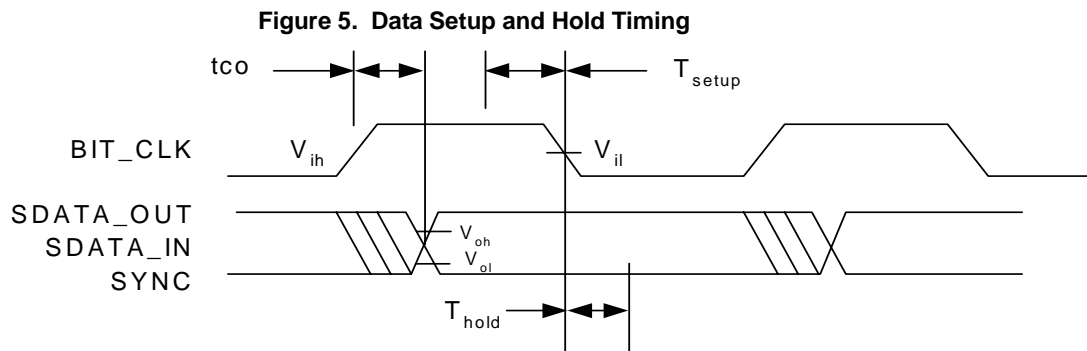 Figure 5. Data Setup and Hold Timing
tco
T setup
BIT_CLK
V ih
V il
SDATA_OUT
SDATA_IN
SYNC
V oh
V ol
T hold